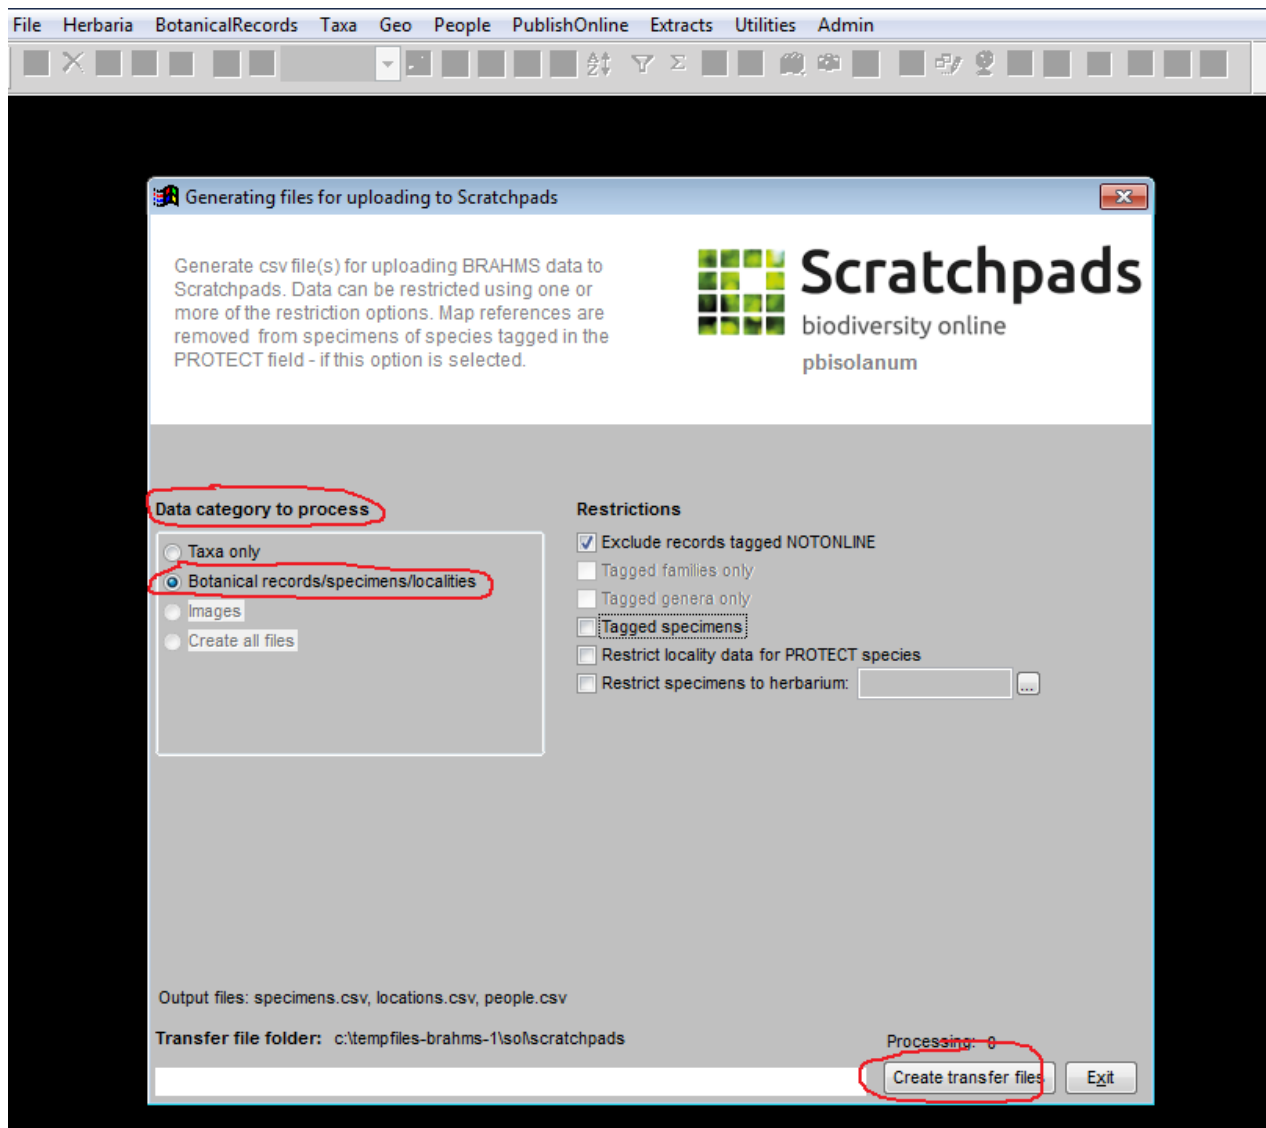 File Herbaria BotanicalRecords Taxa Geo People PublishOnline Extracts Utilities Admin
Generating files for uploading to Scratchpads
Generate csv file(s) for uploading BRAHMS data to
Scratchpads. Data can be restricted using one or
more of the restriction options. Map references are
removed from specimens of species tagged in the
PROTECT field - if this option is selected.
Scratchpads
biodiversity online
pbisolanum
Data category to process
Taxa only
Botanical records/specimens/localities
Images
Create all files
Restrictions
Exclude records tagged NOTONLINE
Tagged families only
Tagged genera only
Tagged specimens
Restrict locality data for PROTECT species
Restrict specimens to herbarium:
...
Output files: specimens.csv, locations.csv, people.csv
Transfer file folder: c:\tempfiles-brahms-1\sol\scratchpads
Processing: 0
Create transfer files
Exit